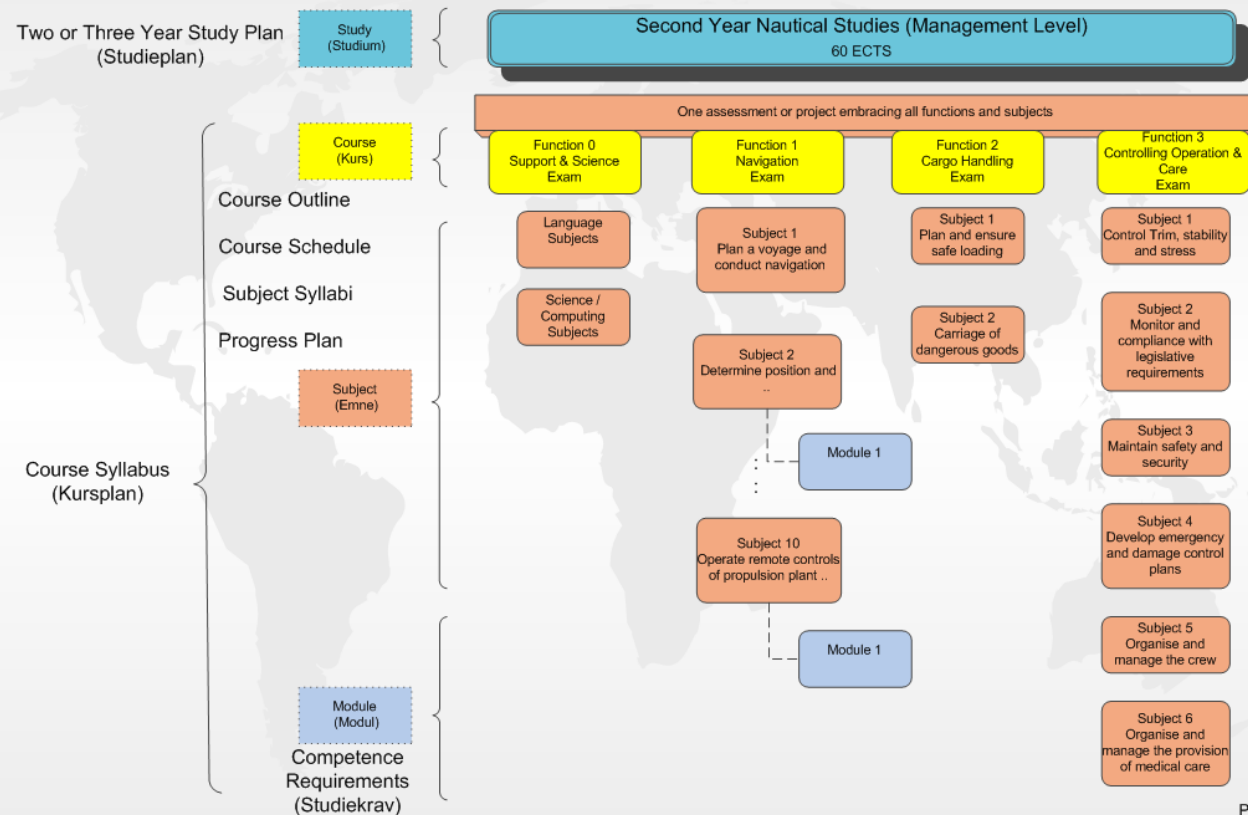 Two or Three Year Study Plan
(Studieplan)
Study
(Studium)
Second Year Nautical Studies (Management Level)
60 ECTS
One assessment or project embracing all functions and subjects
Course
(Kurs)
Function 0
Support & Science
Exam
Function 1
Navigation
Exam
Function 2
Cargo Handling
Exam
Function 3
Controlling Operation &
Care
Exam
Course Outline
Course Schedule
Subject Syllabi
Progress Plan
Subject
(Emne)
Course Syllabus
(Kursplan)
Language
Subjects
Science /
Computing
Subjects
Subject 1
Plan a voyage and
conduct navigation
Subject 2
Determine position and
..
Module 1
Subject 10
Operate remote controls
of propulsion plant ..
Module 1
Subject 1
Plan and ensure
safe loading
Subject 2
Carriage of
dangerous goods
Subject 1
Control Trim, stability
and stress
Subject 2
Monitor and
compliance with
legislative
requirements
Subject 3
Maintain safety and
security
Subject 4
Develop emergency
and damage control
plans
Subject 5
Organise and
manage the crew
Subject 6
Organise and
manage the provision
of medical care
Module
(Modul)
Competence
Requirements
(Studiekrav)
P